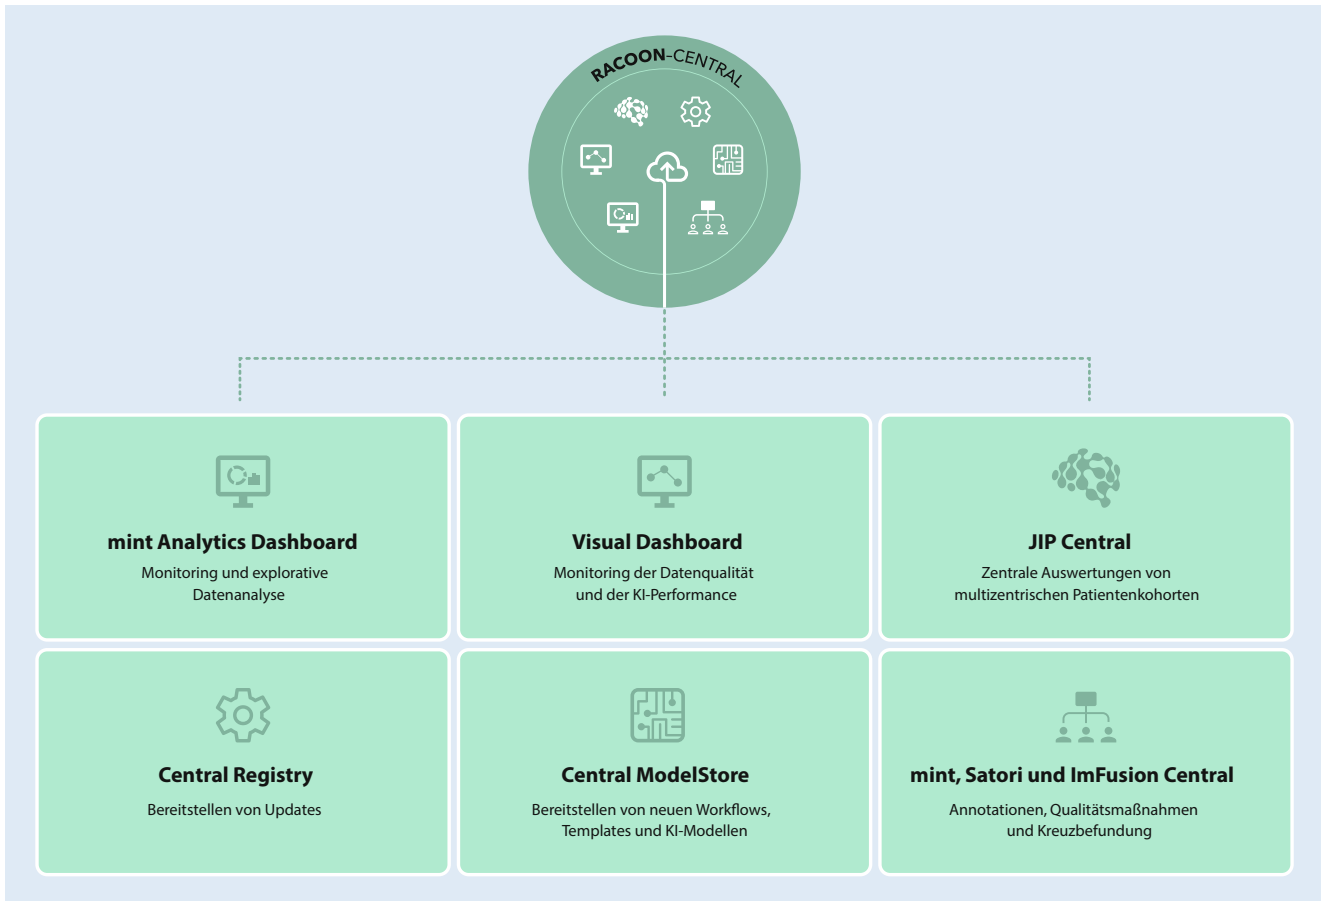 RACOON-CENTRAL
mint Analytics Dashboard
Monitoring und explorative
Datenanalyse
Visual Dashboard
Monitoring der Datenqualität
und der KI-Performance
JIP Central
Zentrale Auswertungen von
multizentrischen Patientenkohorten
Central Registry
Bereitstellen von Updates
Central ModelStore
Bereitstellen von neuen Workflows,
Templates und KI-Modellen
mint, Satori und ImFusion Central
Annotationen, Qualitätsmaßnahmen
und Kreuzbefundung